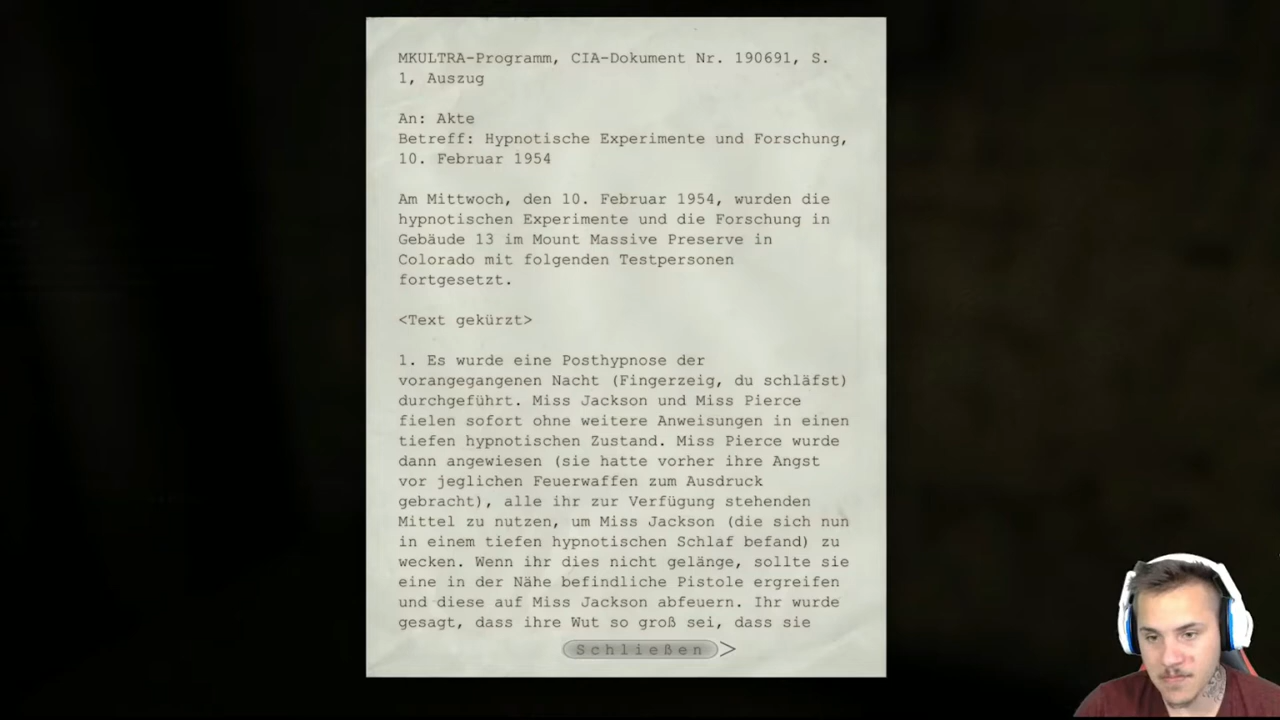 MKULTRA-Programm, CIA-Dokument Nr. 190691, S.
1, Auszug
An: Akte
Betreff: Hypnotische Experimente und Forschung,
10. Februar 1954
Am Mittwoch, den 10. Februar 1954, wurden die
hypnotischen Experimente und die Forschung in
Gebäude 13 im Mount Massive Preserve in
Colorado mit folgenden Testpersonen
fortgesetzt.
<Text gekürzt>
1. Es wurde eine Posthypnose der
vorangegangenen Nacht (Fingerzeig, du schläfst)
durchgeführt. Miss Jackson und Miss Pierce
fielen sofort ohne weitere Anweisungen in einen
tiefen hypnotischen Zustand. Miss Pierce wurde
dann angewiesen (sie hatte vorher ihre Angst
vor jeglichen Feuerwaffen zum Ausdruck
gebracht), alle ihr zur Verfügung stehenden
Mittel zu nutzen, um Miss Jackson (die sich nun
in einem tiefen hypnotischen Schlaf befand) zu
wecken. Wenn ihr dies nicht gelänge, sollte sie
eine in der Nähe befindliche Pistole ergreifen
und diese auf Miss Jackson abfeuern. Ihr wurde
gesagt, dass ihre Wut so groß sei, dass sie
Schließen >